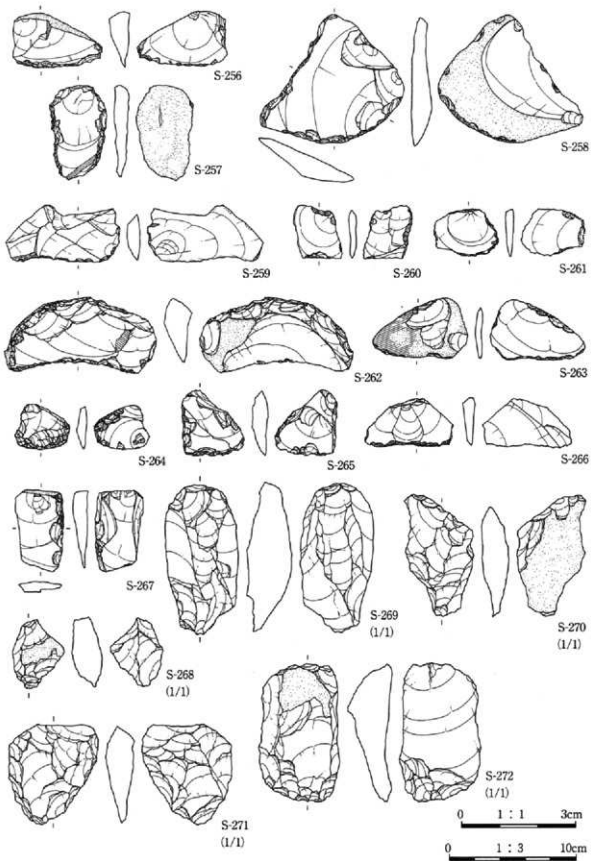 S-256
S-257
S-258
S-259
S-260
S-261
S-262
S-263
S-264
S-265
S-266
S-267
S-268
(1/1)
S-269
(1/1)
S-270
(1/1)
S-271
(1/1)
S-272
(1/1)
0 1:1 3cm
0 1:3 10cm